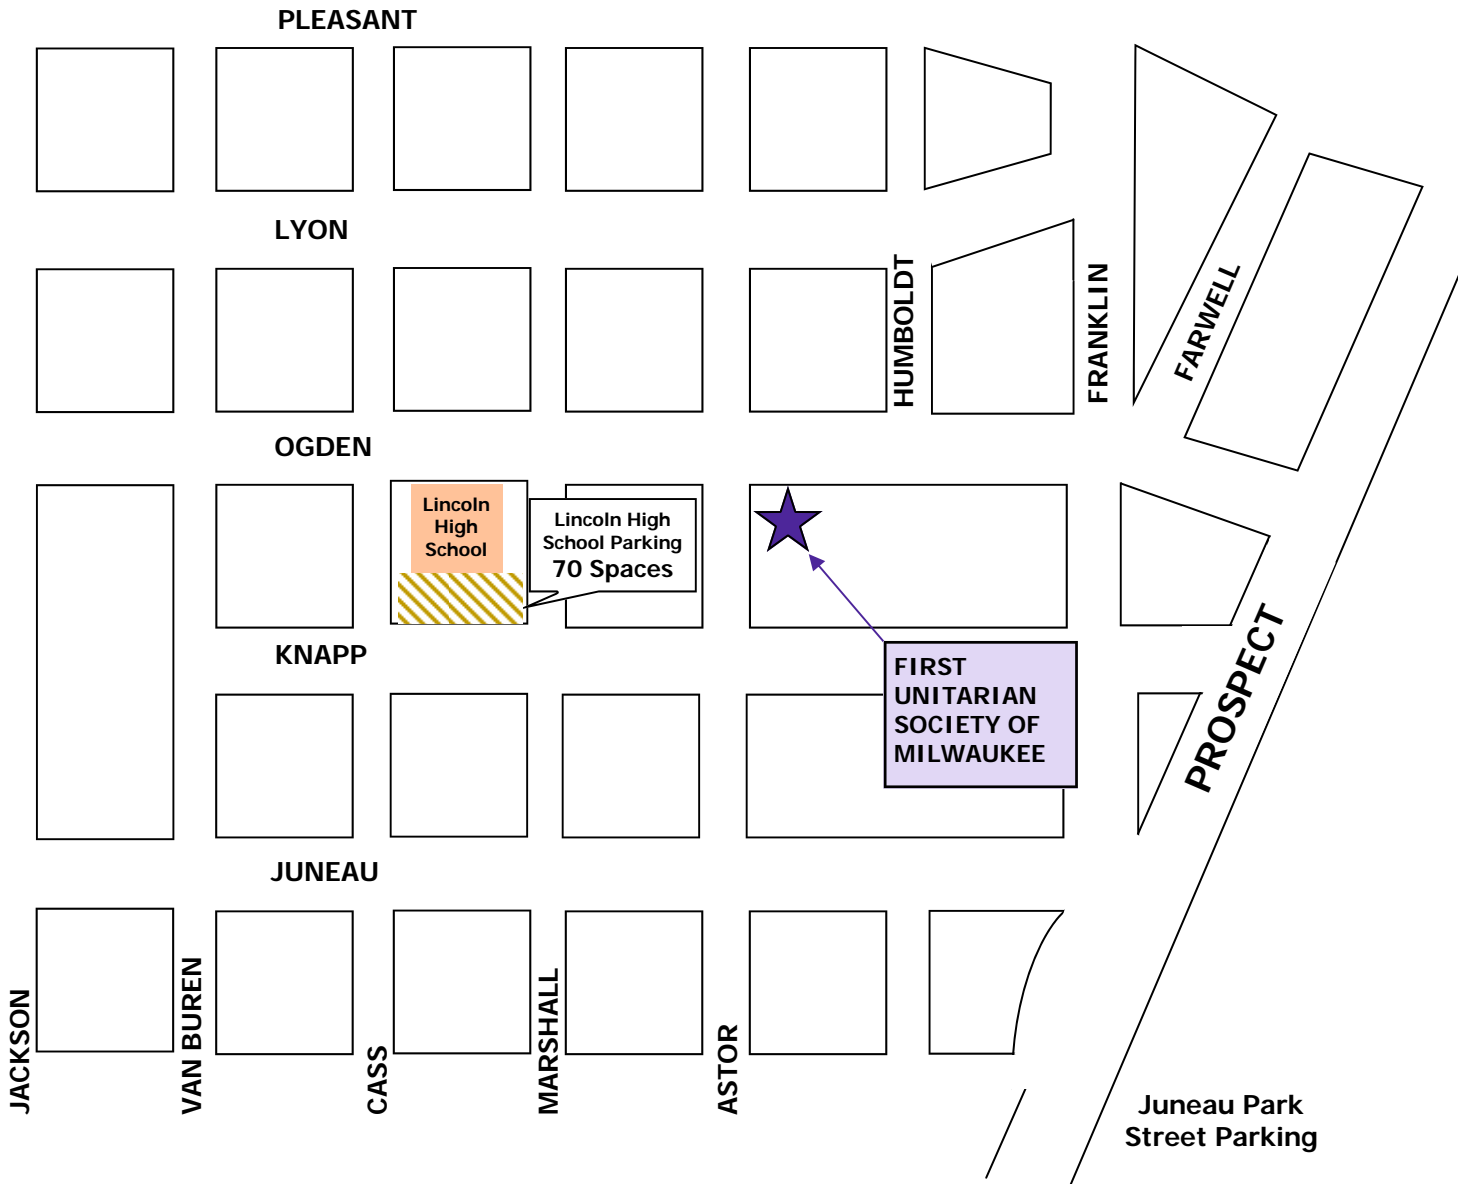 PLEASANT
LYON
HUMBOLDT
FRANKLIN
FARWELL
OGDEN
Lincoln
High
School
Lincoln High
School Parking
70 Spaces
KNAPP
FIRST
UNITARIAN
SOCIETY OF
MILWAUKEE
PROSPECT
JUNEAU
JACKSON
VAN BUREN
CASS
MARSHALL
ASTOR
Juneau Park
Street Parking